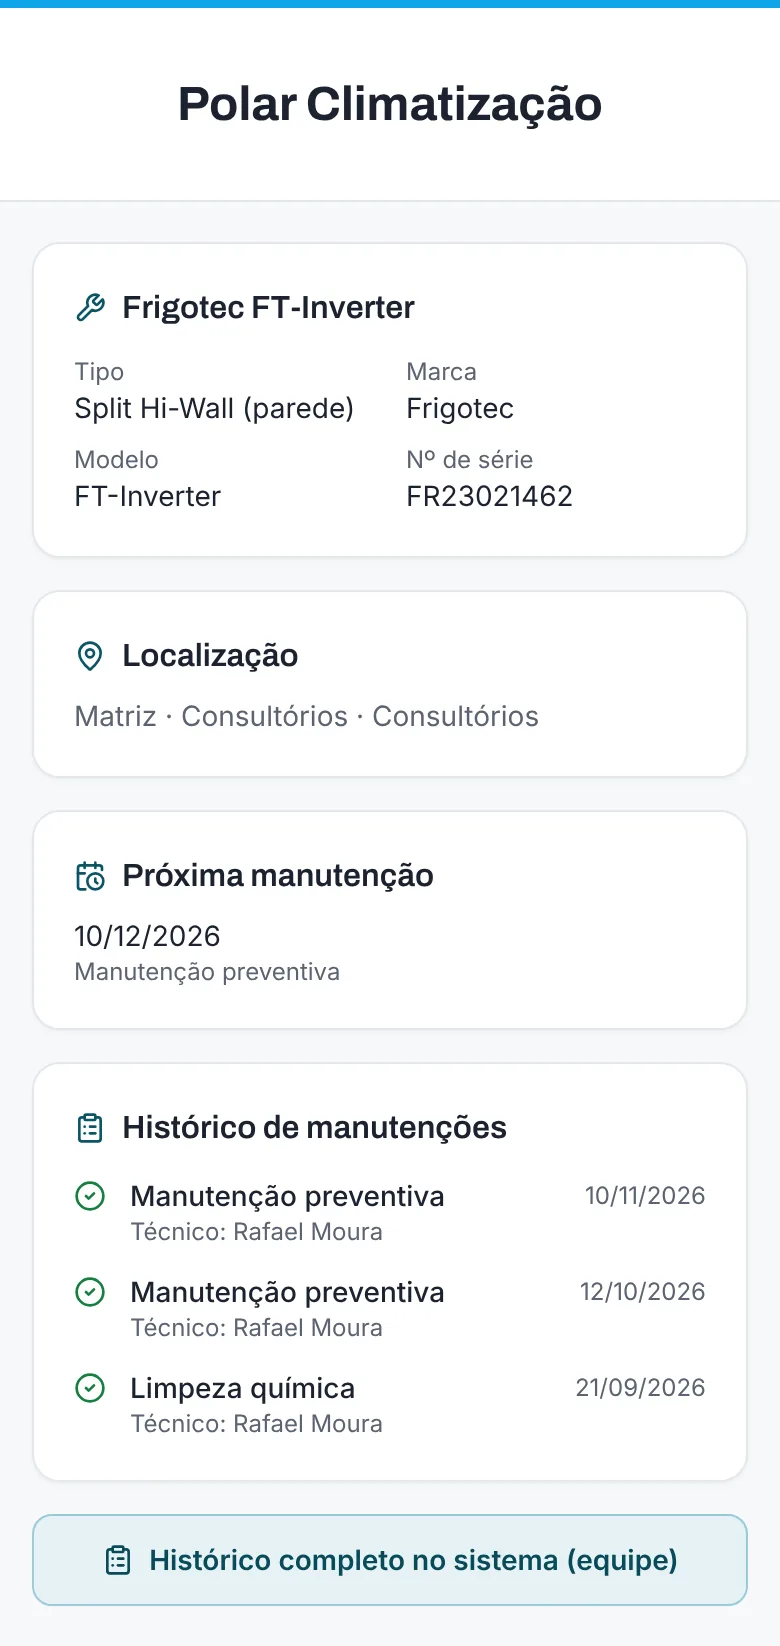 Polar Climatização
Frigotec FT-Inverter
Tipo
Split Hi-Wall (parede)
Marca
Frigotec
Modelo
FT-Inverter
Nº de série
FR23021462
Localização
Matriz · Consultórios · Consultórios
Próxima manutenção
10/12/2026
Manutenção preventiva
Histórico de manutenções
Manutenção preventiva 10/11/2026
Técnico: Rafael Moura
Manutenção preventiva 12/10/2026
Técnico: Rafael Moura
Limpeza química 21/09/2026
Técnico: Rafael Moura
Histórico completo no sistema (equipe)